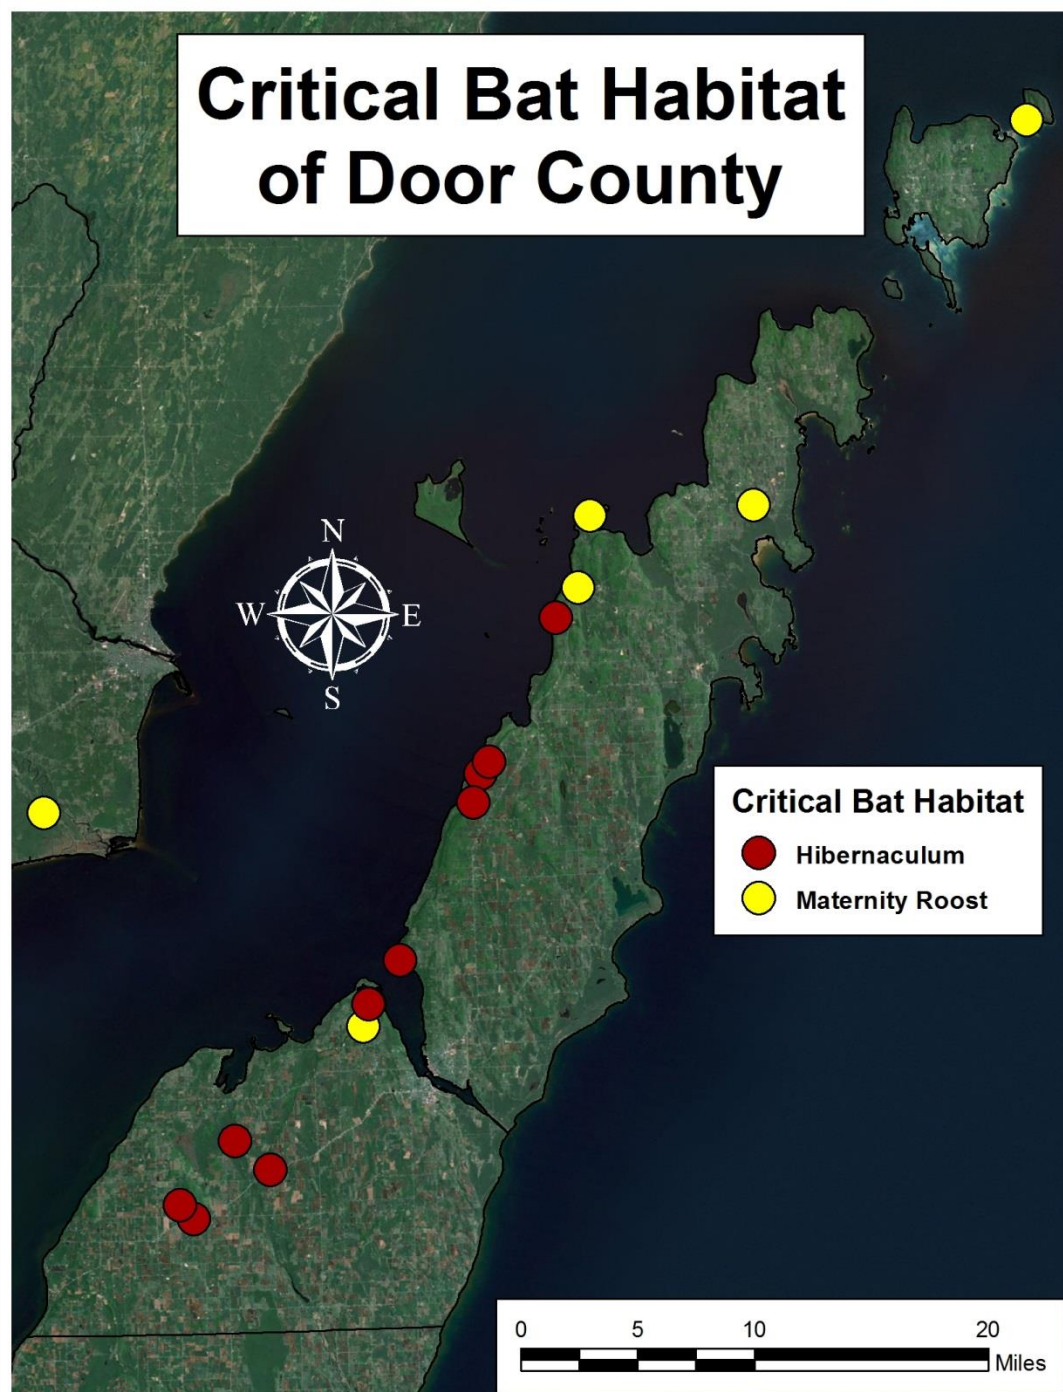 Critical Bat Habitat
of Door County
N
W E
S
Critical Bat Habitat
Hibernaculum
Maternity Roost
0 5 10 20
Miles